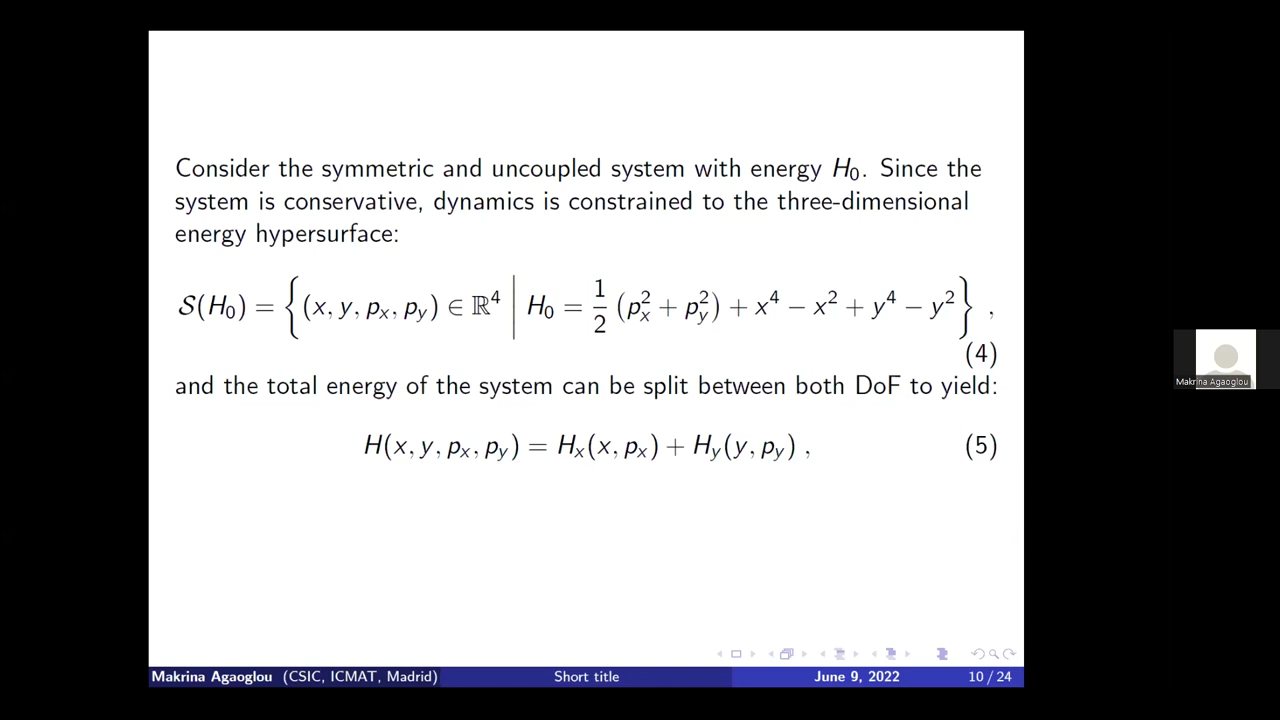 Consider the symmetric and uncoupled system with energy H₀. Since the
system is conservative, dynamics is constrained to the three-dimensional
energy hypersurface:
𝒮(H₀) = { (x, y, pₓ, p_y) ∈ ℝ⁴ | H₀ = 1/2 (pₓ² + p_y²) + x⁴ − x² + y⁴ − y² } ,
(4)
and the total energy of the system can be split between both DoF to yield:
H(x, y, pₓ, p_y) = Hₓ(x, pₓ) + H_y(y, p_y) , (5)
Makrina Agaoglou
Makrina Agaoglou (CSIC, ICMAT, Madrid) Short title June 9, 2022 10 / 24